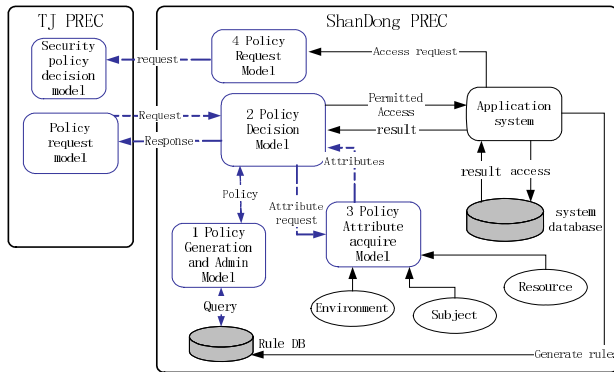 TJ PREC
ShanDong PREC
Security
policy
decision
model
request
4 Policy
Request
Model
Access request
Policy
request
model
Request
Response
2 Policy
Decision
Model
Permitted
Access
result
Application
system
Attributes
result
access
Policy
Attribute
request
system
database
1 Policy
Generation
and Admin
Model
3 Policy
Attribute
acquire Model
Environment
Subject
Resource
Query
Rule DB
Generate rules